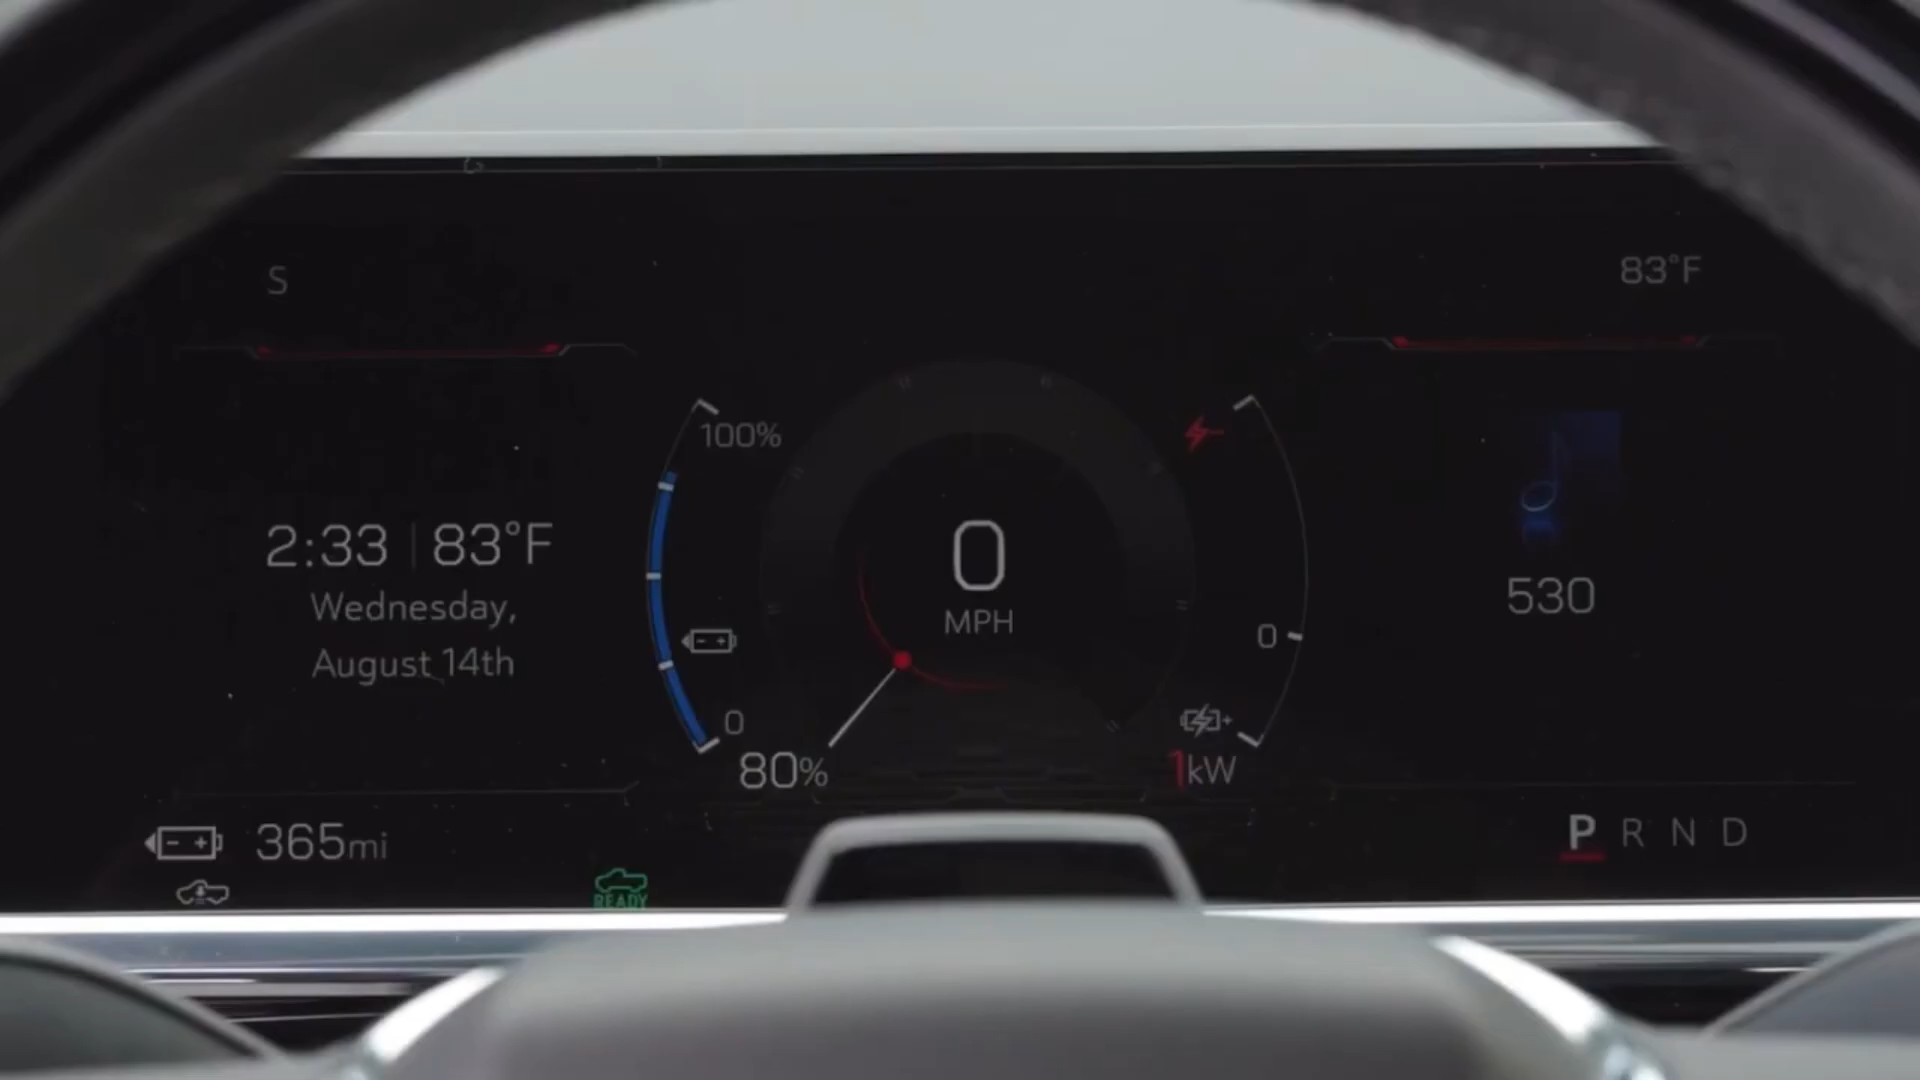 S
83°F
100%
2:33 | 83°F
Wednesday,
August 14th
0
MPH
530
0
0
80%
1kW
365mi
P R N D
READY